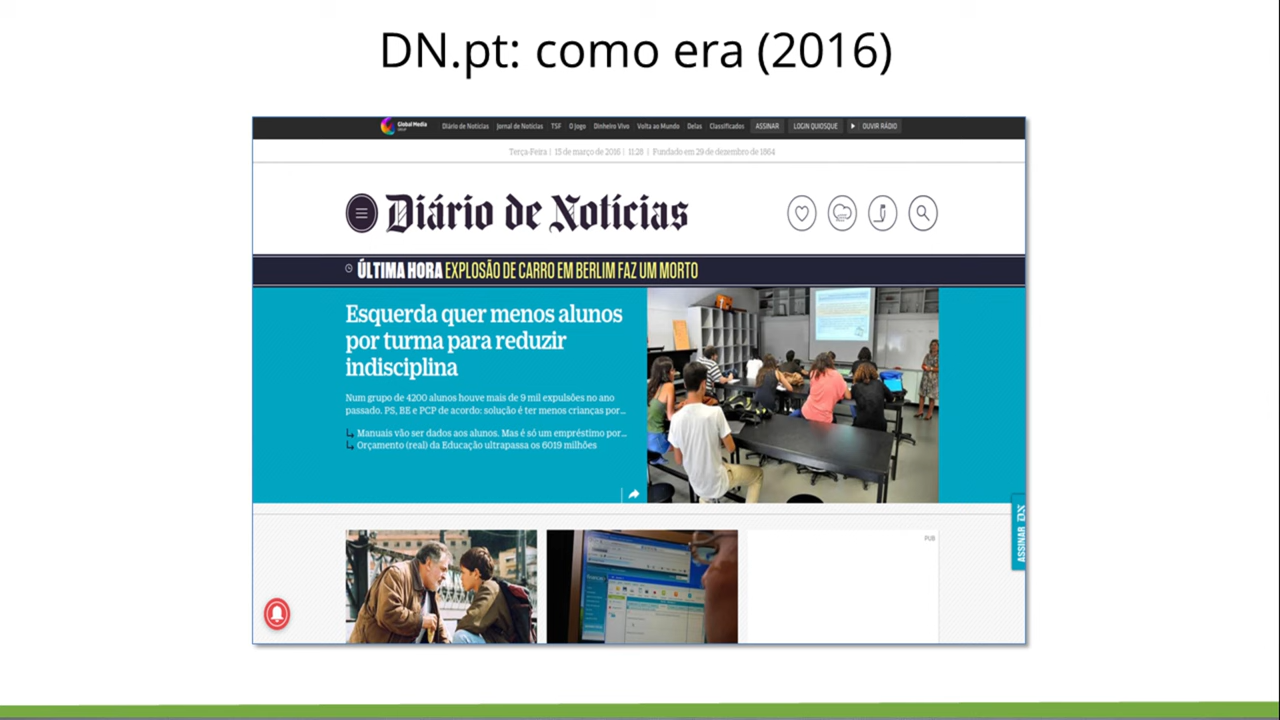 DN.pt: como era (2016)
Global Media
Diário de Notícias Jornal de Notícias TSF O Jogo Dinheiro Vivo Volta ao Mundo Delas Classificados ASSINAR LOGIN QUIOSQUE OUVIR RÁDIO
Terça-Feira | 15 de março de 2016 | 11:28 | Fundado em 29 de dezembro de 1864
Diário de Notícias
ÚLTIMA HORA EXPLOSÃO DE CARRO EM BERLIM FAZ UM MORTO
Esquerda quer menos alunos
por turma para reduzir
indisciplina
Num grupo de 4200 alunos houve mais de 9 mil expulsões no ano
passado. PS, BE e PCP de acordo: solução é ter menos crianças por...
Manuais vão ser dados aos alunos. Mas é só um empréstimo por...
Orçamento (real) da Educação ultrapassa os 6019 milhões
ASSINAR DN
PUB